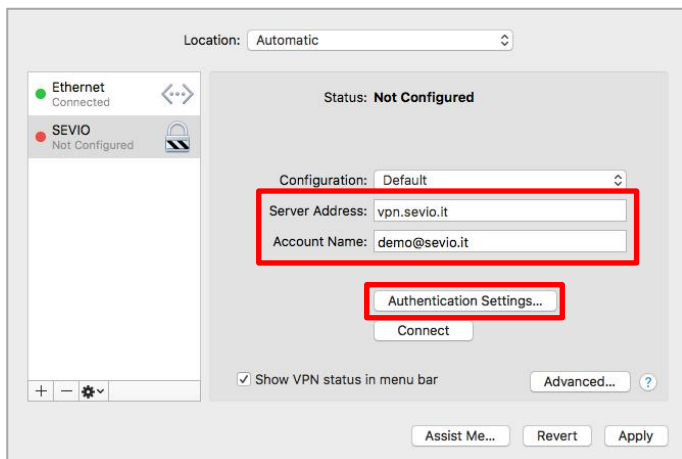 Location: Automatic
Ethernet
Connected
SEVIO
Not Configured
Status: Not Configured
Configuration: Default
Server Address: vpn.sevio.it
Account Name: demo@sevio.it
Authentication Settings...
Connect
Show VPN status in menu bar
Advanced... ?
Assist Me... Revert Apply